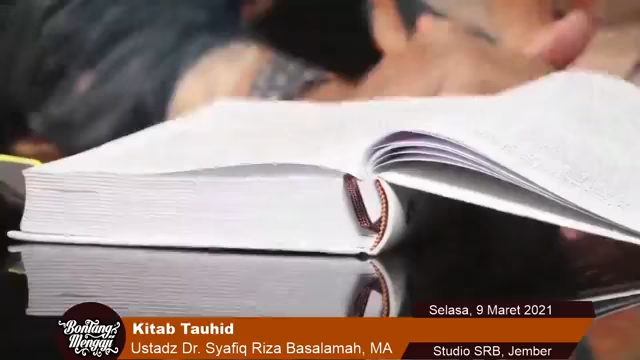 Selasa, 9 Maret 2021
Bontang
Mengaji
Kitab Tauhid
Ustadz Dr. Syafiq Riza Basalamah, MA
Studio SRB, Jember